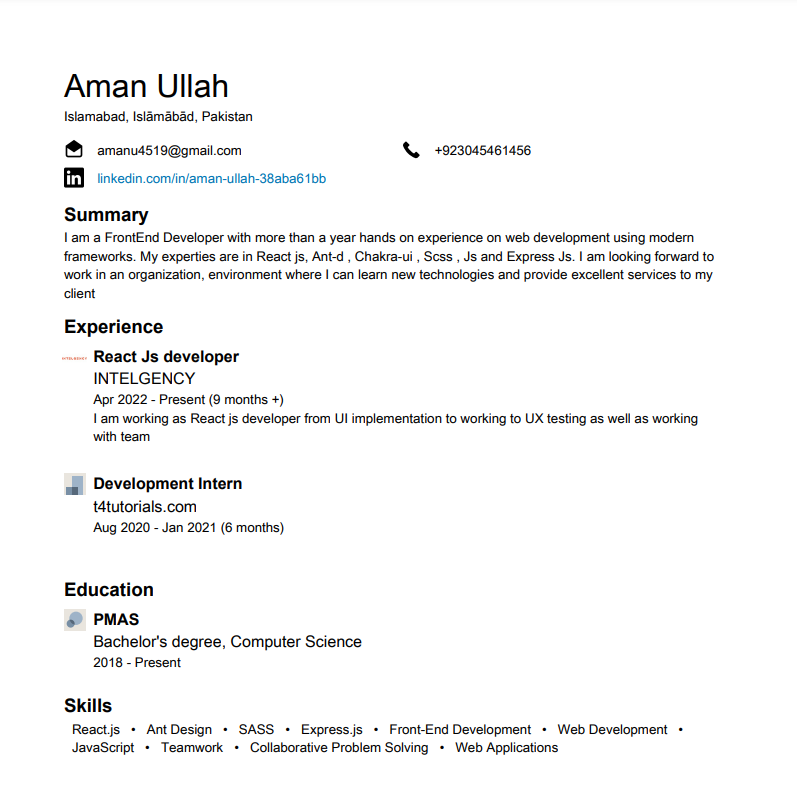 Aman Ullah
Islamabad, Islāmābād, Pakistan
amanu4519@gmail.com +923045461456
linkedin.com/in/aman-ullah-38aba61bb
Summary
I am a FrontEnd Developer with more than a year hands on experience on web development using modern
frameworks. My experties are in React js, Ant-d , Chakra-ui , Scss , Js and Express Js. I am looking forward to
work in an organization, environment where I can learn new technologies and provide excellent services to my
client
Experience
INTELGENCY React Js developer
INTELGENCY
Apr 2022 - Present (9 months +)
I am working as React js developer from UI implementation to working to UX testing as well as working
with team
Development Intern
t4tutorials.com
Aug 2020 - Jan 2021 (6 months)
Education
PMAS
Bachelor's degree, Computer Science
2018 - Present
Skills
React.js • Ant Design • SASS • Express.js • Front-End Development • Web Development •
JavaScript • Teamwork • Collaborative Problem Solving • Web Applications